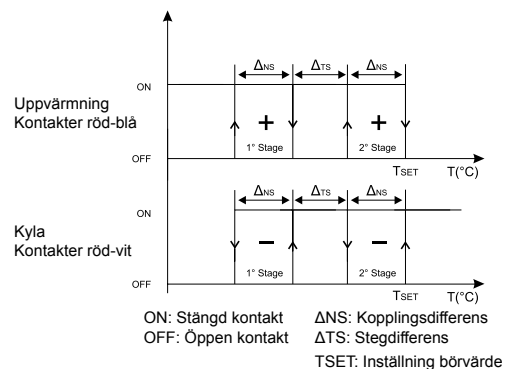 ΔNS ΔTS ΔNS
ON
Uppvärmning
Kontakter röd-blå
+ +
1° Stage 2° Stage
OFF
TSET T(°C)
ΔNS ΔTS ΔNS
ON
Kyla
Kontakter röd-vit
− −
1° Stage 2° Stage
OFF
TSET T(°C)
ON: Stängd kontakt ΔNS: Kopplingsdifferens
OFF: Öppen kontakt ΔTS: Stegdifferens
TSET: Inställning börvärde